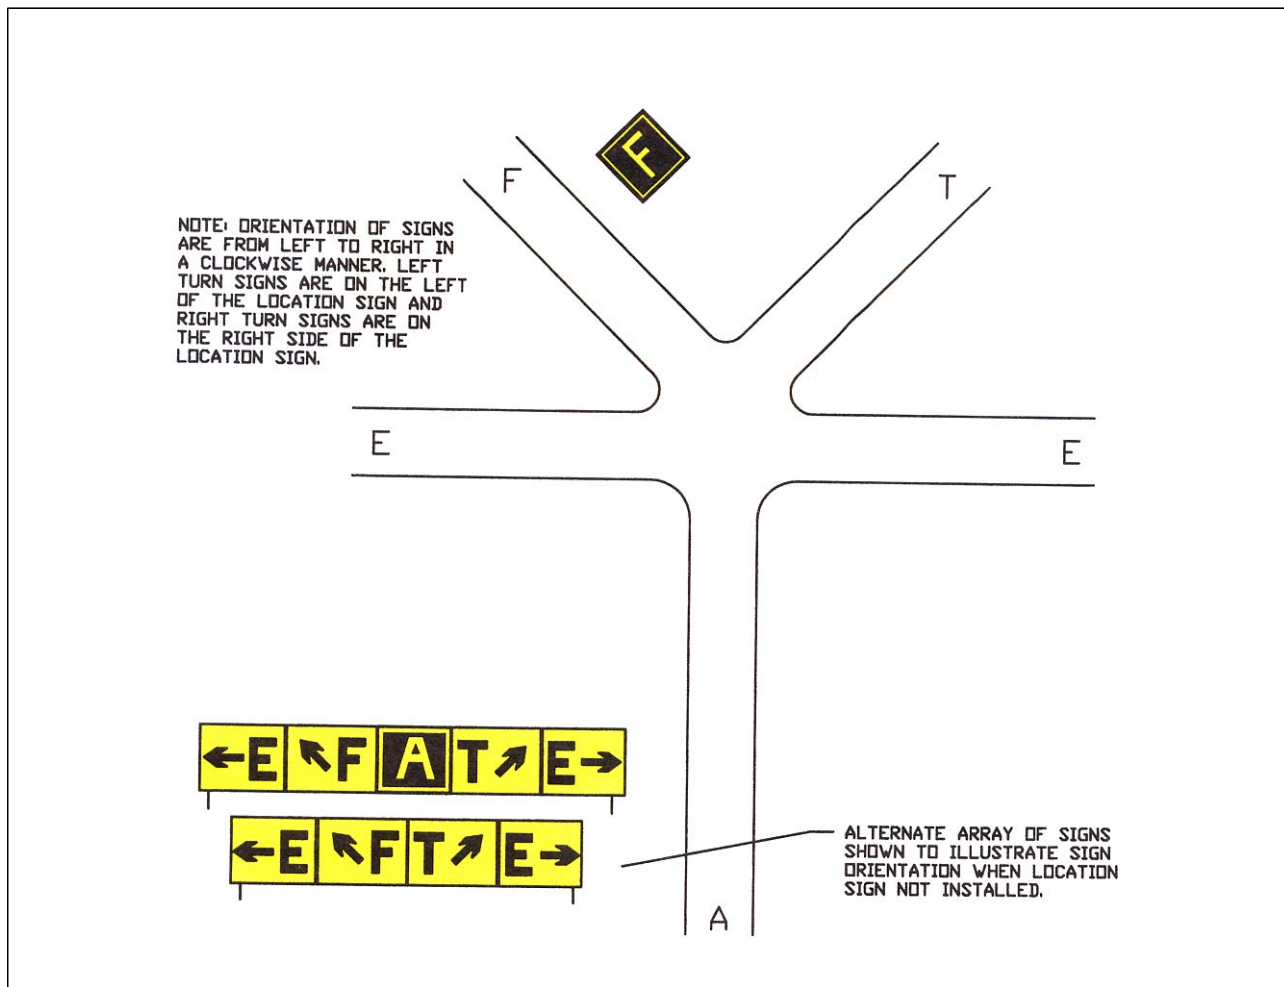 F
F
T
NOTE: ORIENTATION OF SIGNS
ARE FROM LEFT TO RIGHT IN
A CLOCKWISE MANNER. LEFT
TURN SIGNS ARE ON THE LEFT
OF THE LOCATION SIGN AND
RIGHT TURN SIGNS ARE ON
THE RIGHT SIDE OF THE
LOCATION SIGN.
E
E
←E ↖F A T↗ E→
←E ↖F T↗ E→
ALTERNATE ARRAY OF SIGNS
SHOWN TO ILLUSTRATE SIGN
ORIENTATION WHEN LOCATION
SIGN NOT INSTALLED.
A